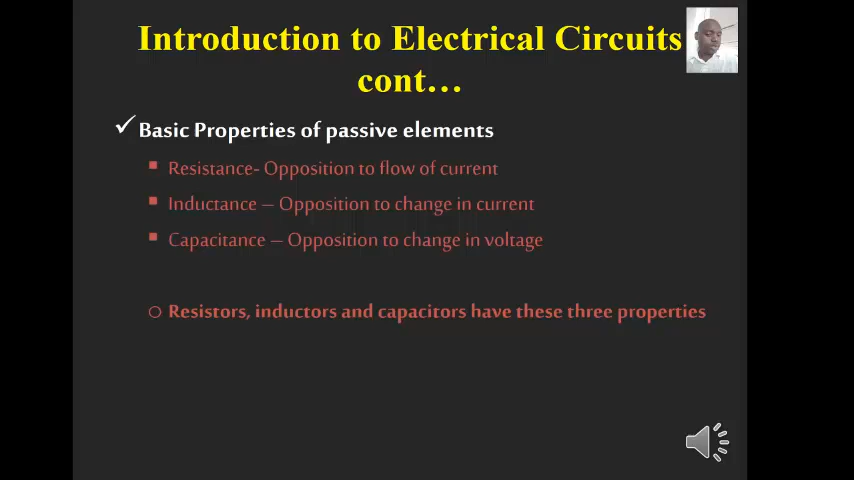 Introduction to Electrical Circuits
cont…
✓ Basic Properties of passive elements
▪ Resistance- Opposition to flow of current
▪ Inductance – Opposition to change in current
▪ Capacitance – Opposition to change in voltage
o Resistors, inductors and capacitors have these three properties